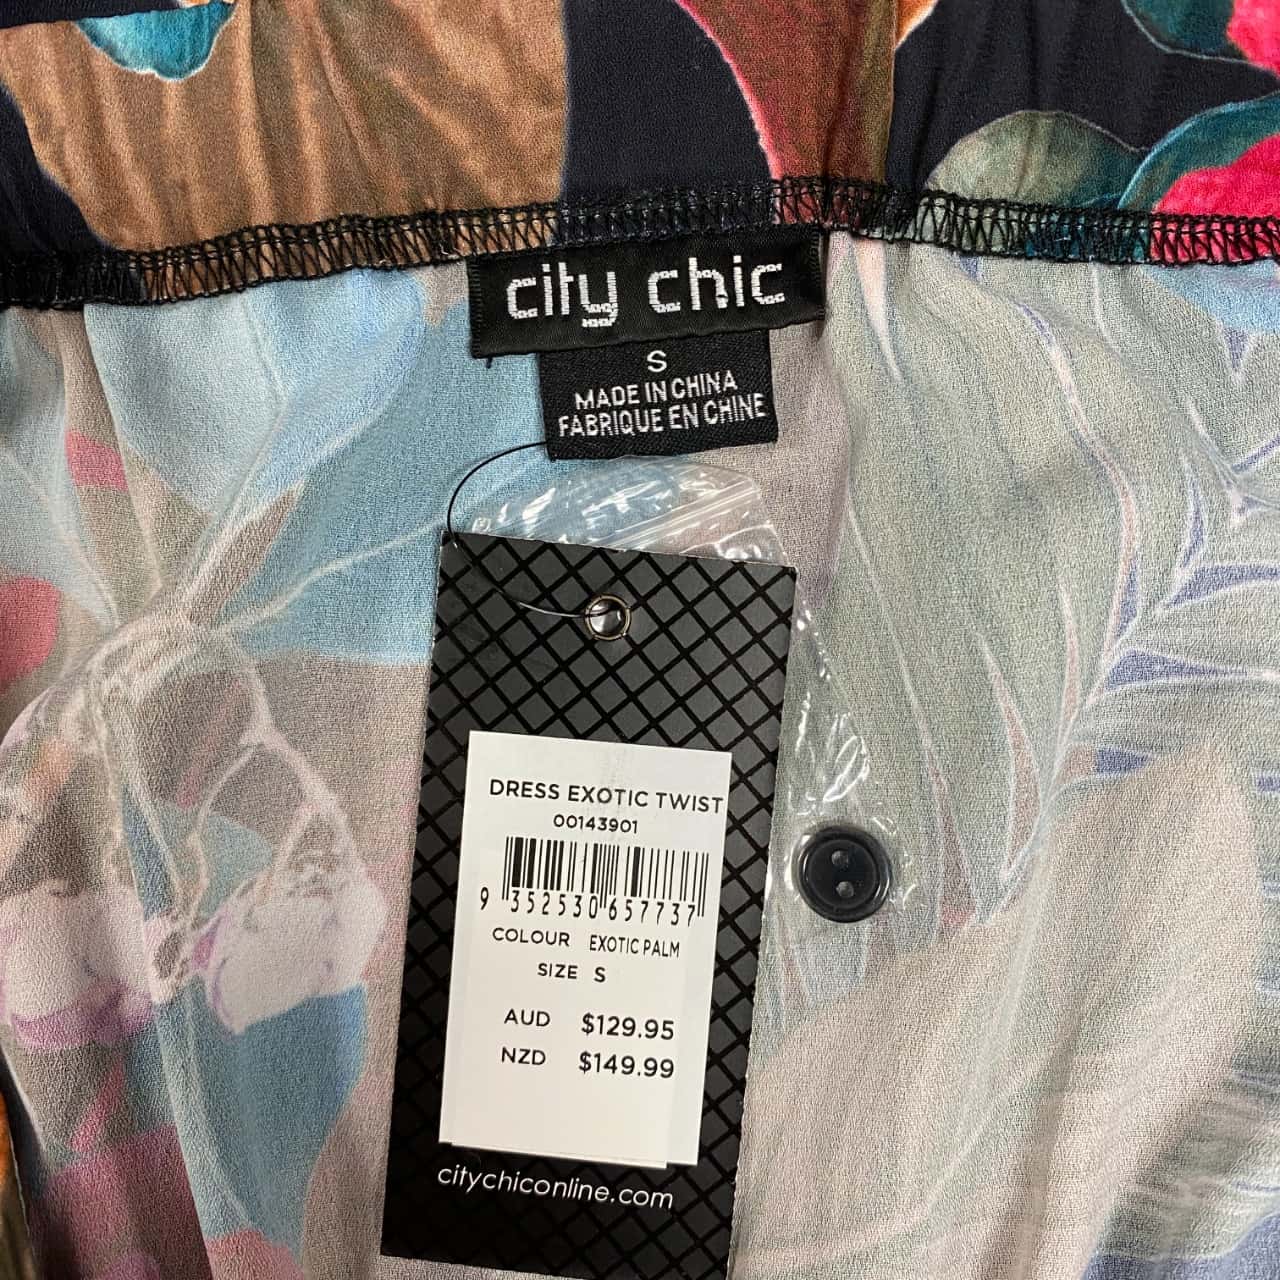 city chic
S
MADE IN CHINA
FABRIQUE EN CHINE
DRESS EXOTIC TWIST
00143901
9 352530 657737
COLOUR EXOTIC PALM
SIZE S
AUD $129.95
NZD $149.99
citychiconline.com